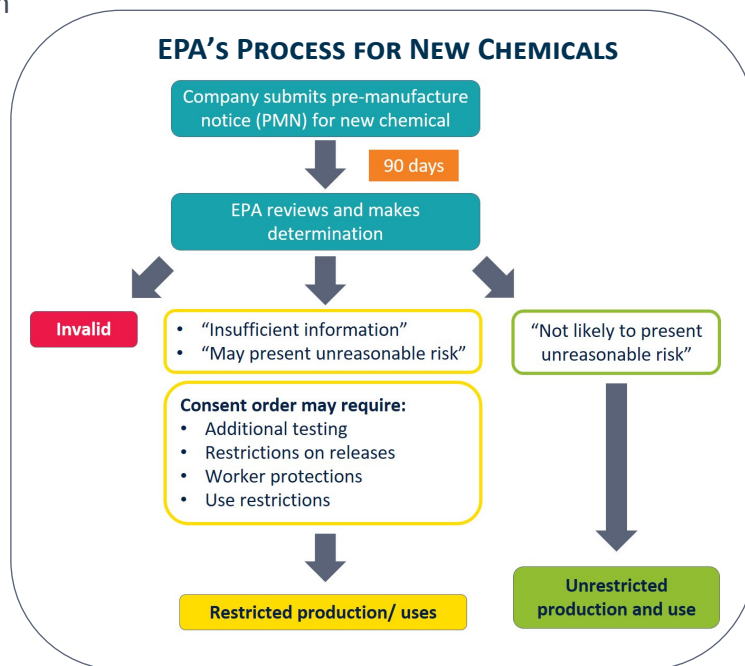 n
EPA'S PROCESS FOR NEW CHEMICALS
Company submits pre-manufacture
notice (PMN) for new chemical
90 days
EPA reviews and makes
determination
Invalid
• “Insufficient information”
• “May present unreasonable risk”
“Not likely to present
unreasonable risk”
Consent order may require:
• Additional testing
• Restrictions on releases
• Worker protections
• Use restrictions
Restricted production/ uses
Unrestricted
production and use